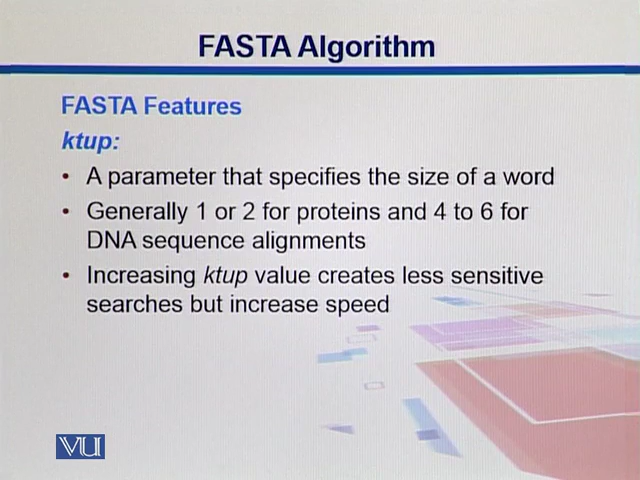 FASTA Algorithm
FASTA Features
ktup:
• A parameter that specifies the size of a word
• Generally 1 or 2 for proteins and 4 to 6 for
DNA sequence alignments
• Increasing ktup value creates less sensitive
searches but increase speed
VU